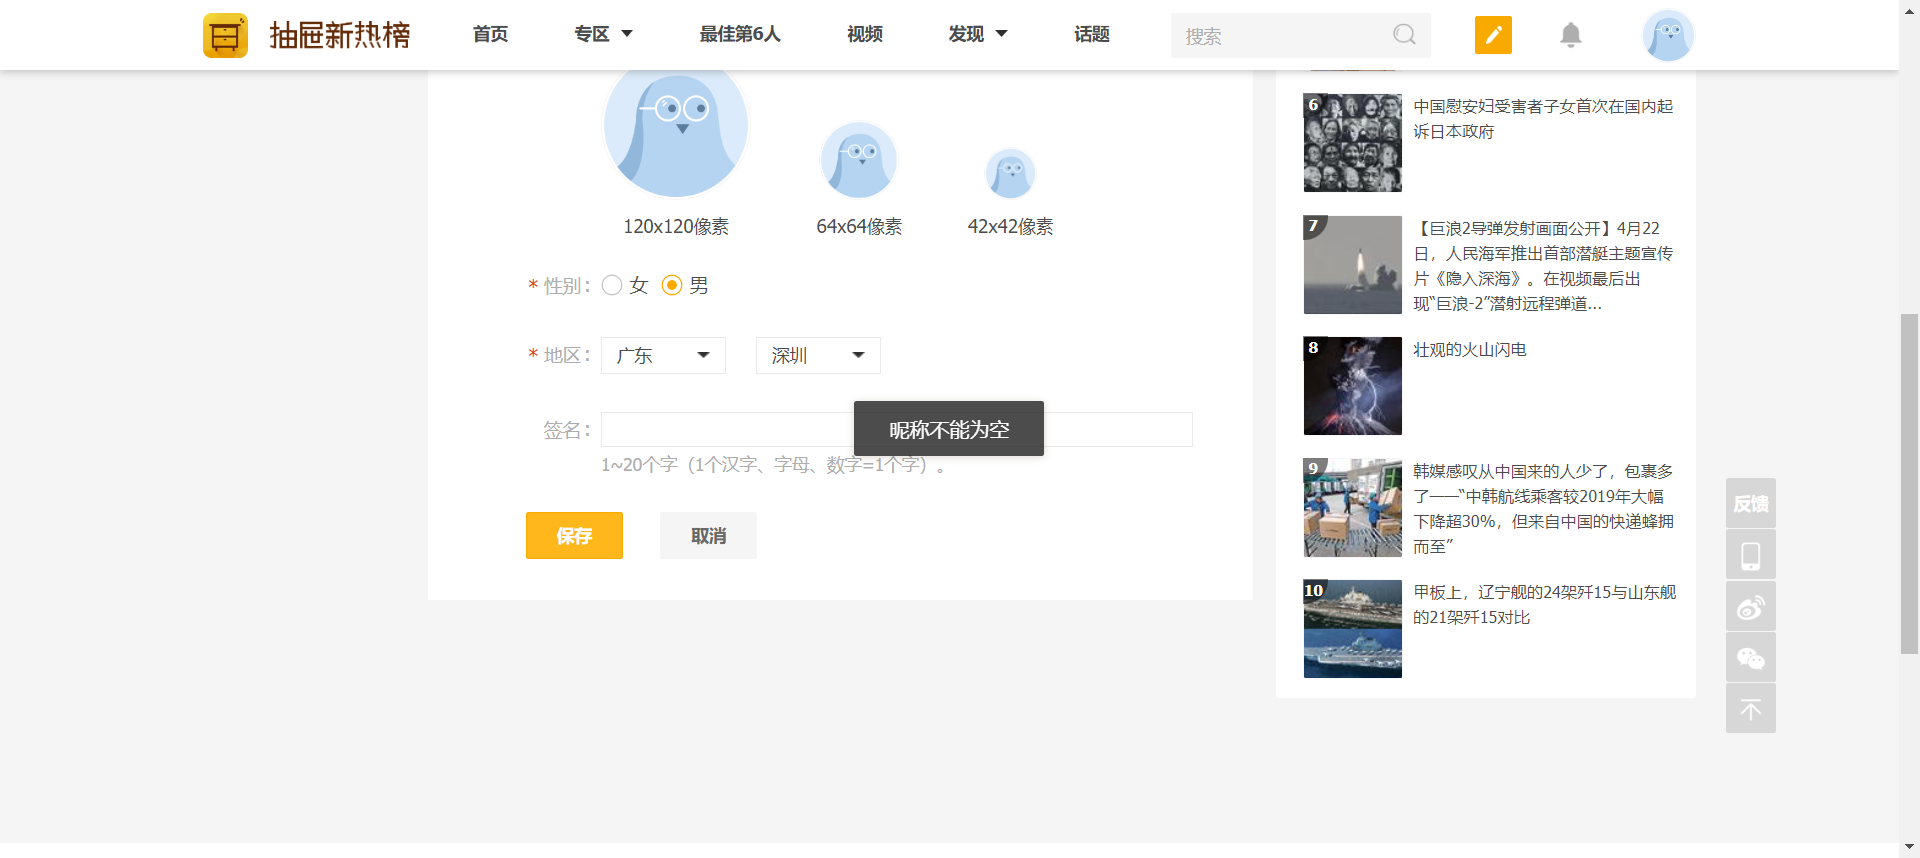 抽屉新热榜
首页
专区
最佳第6人
视频
发现
话题
搜索
120x120像素
64x64像素
42x42像素
* 性别：
女
男
* 地区：
广东
深圳
签名：
昵称不能为空
1~20个字（1个汉字、字母、数字=1个字）。
保存
取消
6
中国慰安妇受害者子女首次在国内起
诉日本政府
7
【巨浪2导弹发射画面公开】4月22
日，人民海军推出首部潜艇主题宣传
片《隐入深海》。在视频最后出
现“巨浪-2”潜射远程弹道...
8
壮观的火山闪电
9
韩媒感叹从中国来的人少了，包裹多
了——“中韩航线乘客较2019年大幅
下降超30%，但来自中国的快递蜂拥
而至”
10
甲板上，辽宁舰的24架歼15与山东舰
的21架歼15对比
反馈